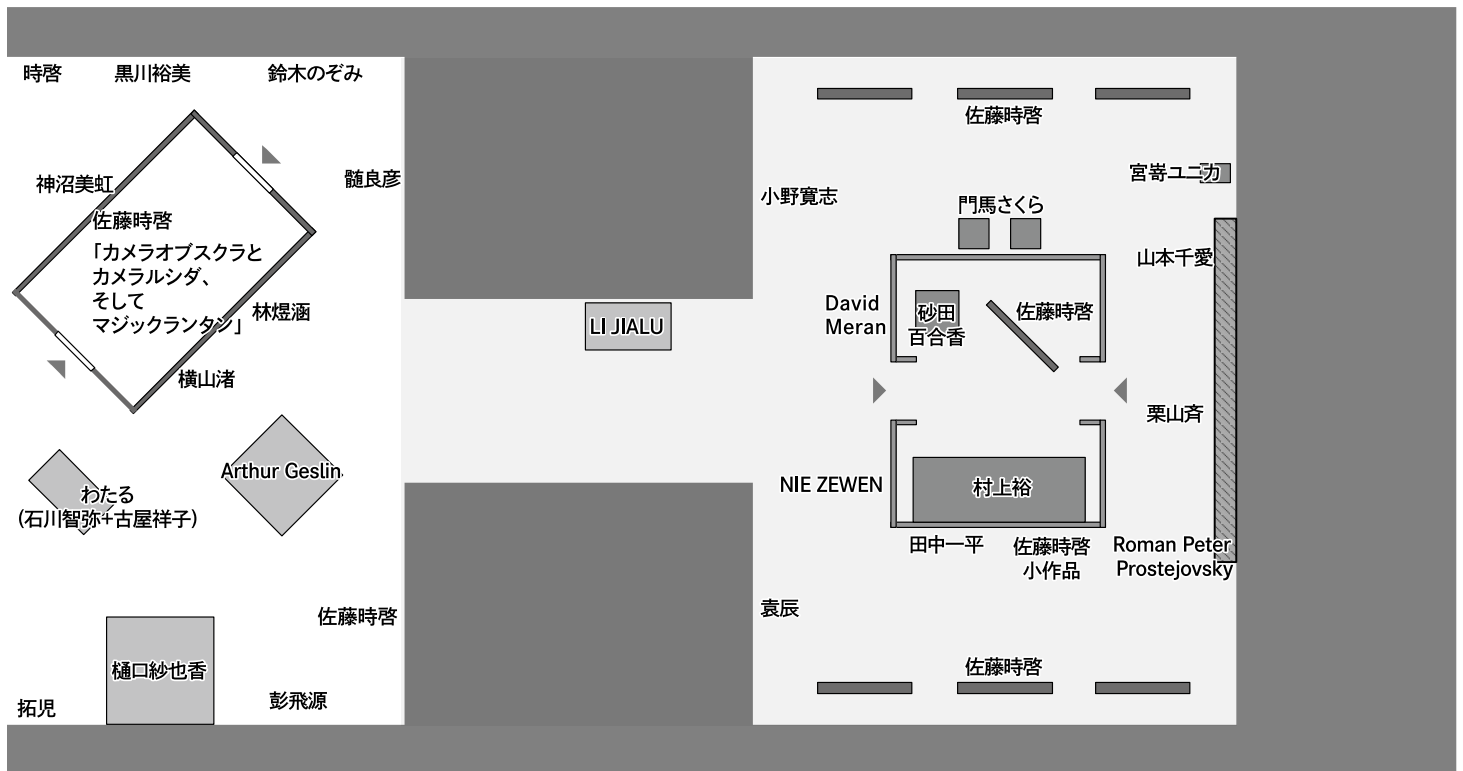 時啓
黒川裕美
鈴木のぞみ
神沼美虹
髄良彦
佐藤時啓
「カメラオブスクラと
カメラルシダ、
そして
マジックランタン」
林煜涵
横山渚
Arthur Geslin
わたる
(石川智弥+古屋祥子)
佐藤時啓
樋口紗也香
拓児
彭飛源
LI JIALU
佐藤時啓
宮嵜ユニカ
小野寛志
門馬さくら
山本千愛
David
Meran
砂田
百合香
佐藤時啓
栗山斉
NIE ZEWEN
村上裕
田中一平
佐藤時啓
小作品
Roman Peter
Prostejovsky
袁辰
佐藤時啓